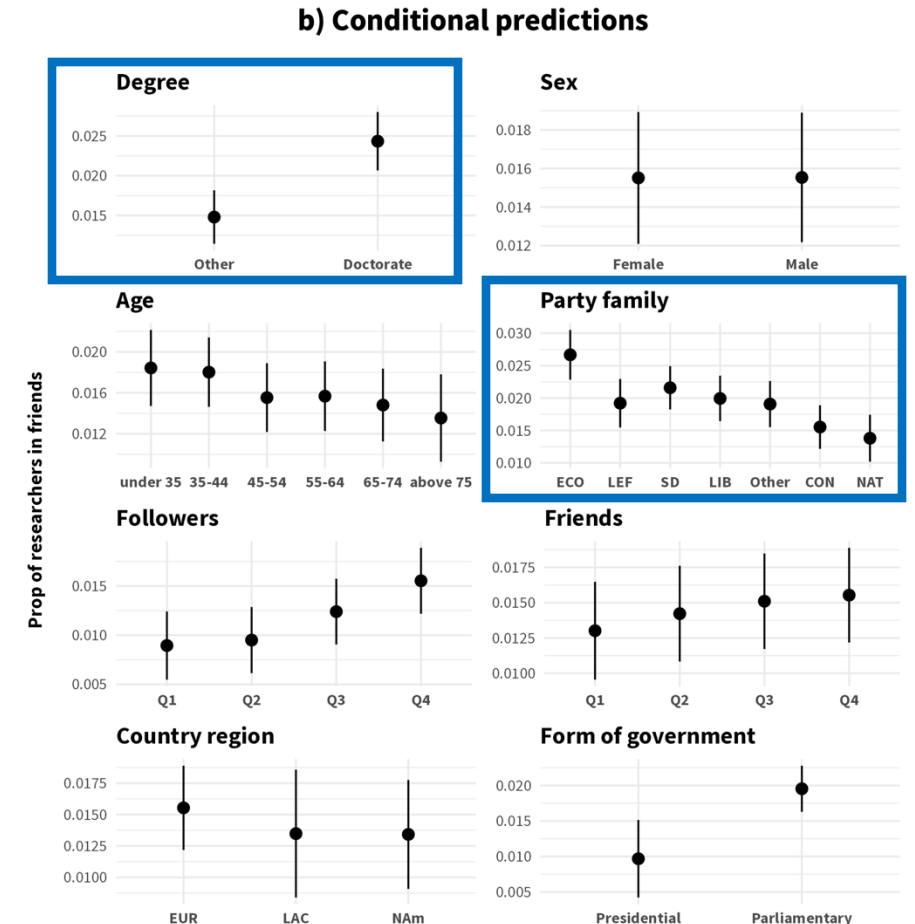 b) Conditional predictions
Prop of researchers in friends
Degree
0.025
0.020
0.015
Other Doctorate
Sex
0.018
0.016
0.014
0.012
Female Male
Age
0.020
0.016
0.012
under 35 35-44 45-54 55-64 65-74 above 75
Party family
0.030
0.025
0.020
0.015
0.010
ECO LEF SD LIB Other CON NAT
Followers
0.015
0.010
0.005
Q1 Q2 Q3 Q4
Friends
0.0175
0.0150
0.0125
0.0100
Q1 Q2 Q3 Q4
Country region
0.0175
0.0150
0.0125
0.0100
EUR LAC NAm
Form of government
0.020
0.015
0.010
0.005
Presidential Parliamentary